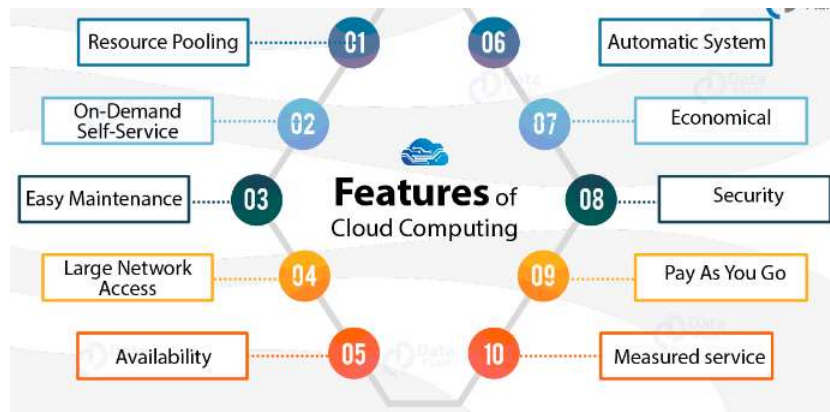 Resource Pooling
01
06
Automatic System
On-Demand
Self-Service
02
07
Economical
Easy Maintenance
03
Features of
Cloud Computing
08
Security
Large Network
Access
04
09
Pay As You Go
Availability
05
10
Measured service